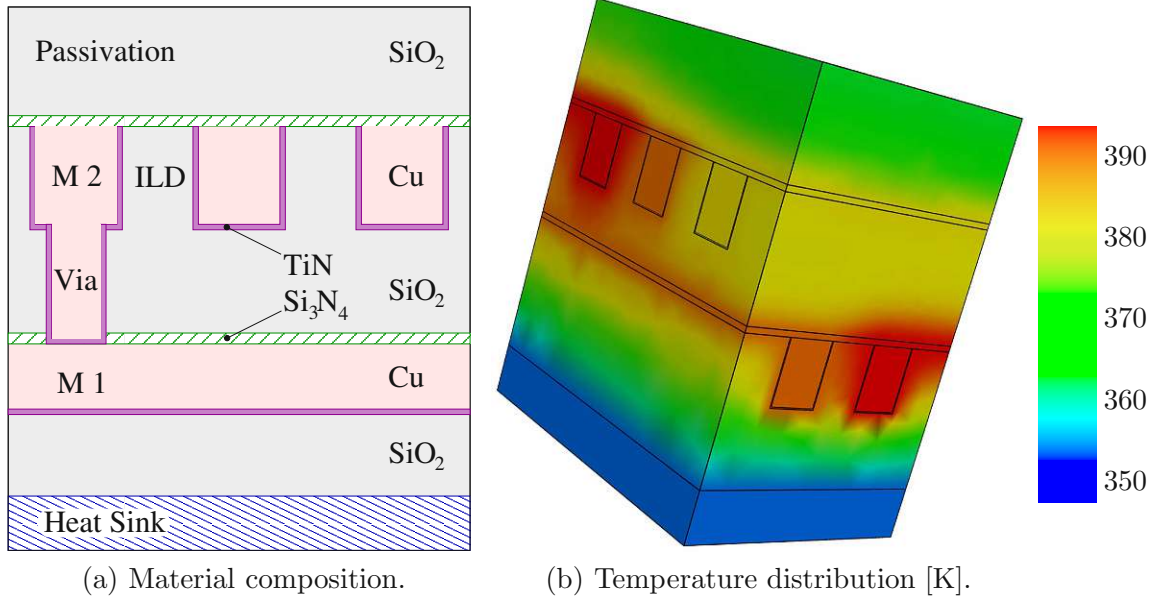 Passivation SiO₂
M 2 ILD Cu
TiN
Via Si₃N₄ SiO₂
M 1 Cu
SiO₂
Heat Sink
390
380
370
360
350
(a) Material composition.
(b) Temperature distribution [K].